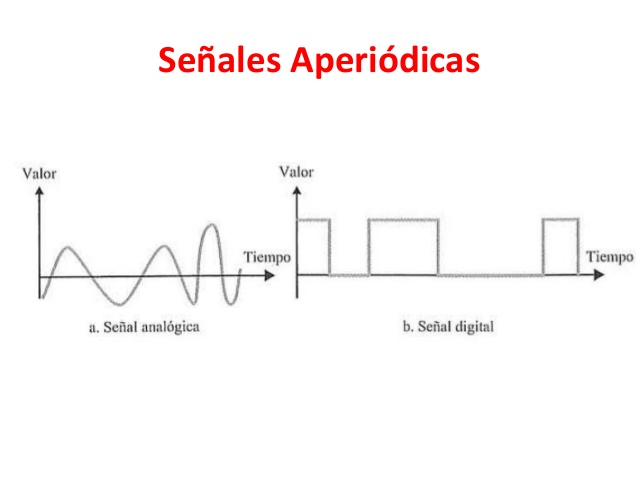 Señales Aperiódicas
Valor
Tiempo
a. Señal analógica
Valor
Tiempo
b. Señal digital